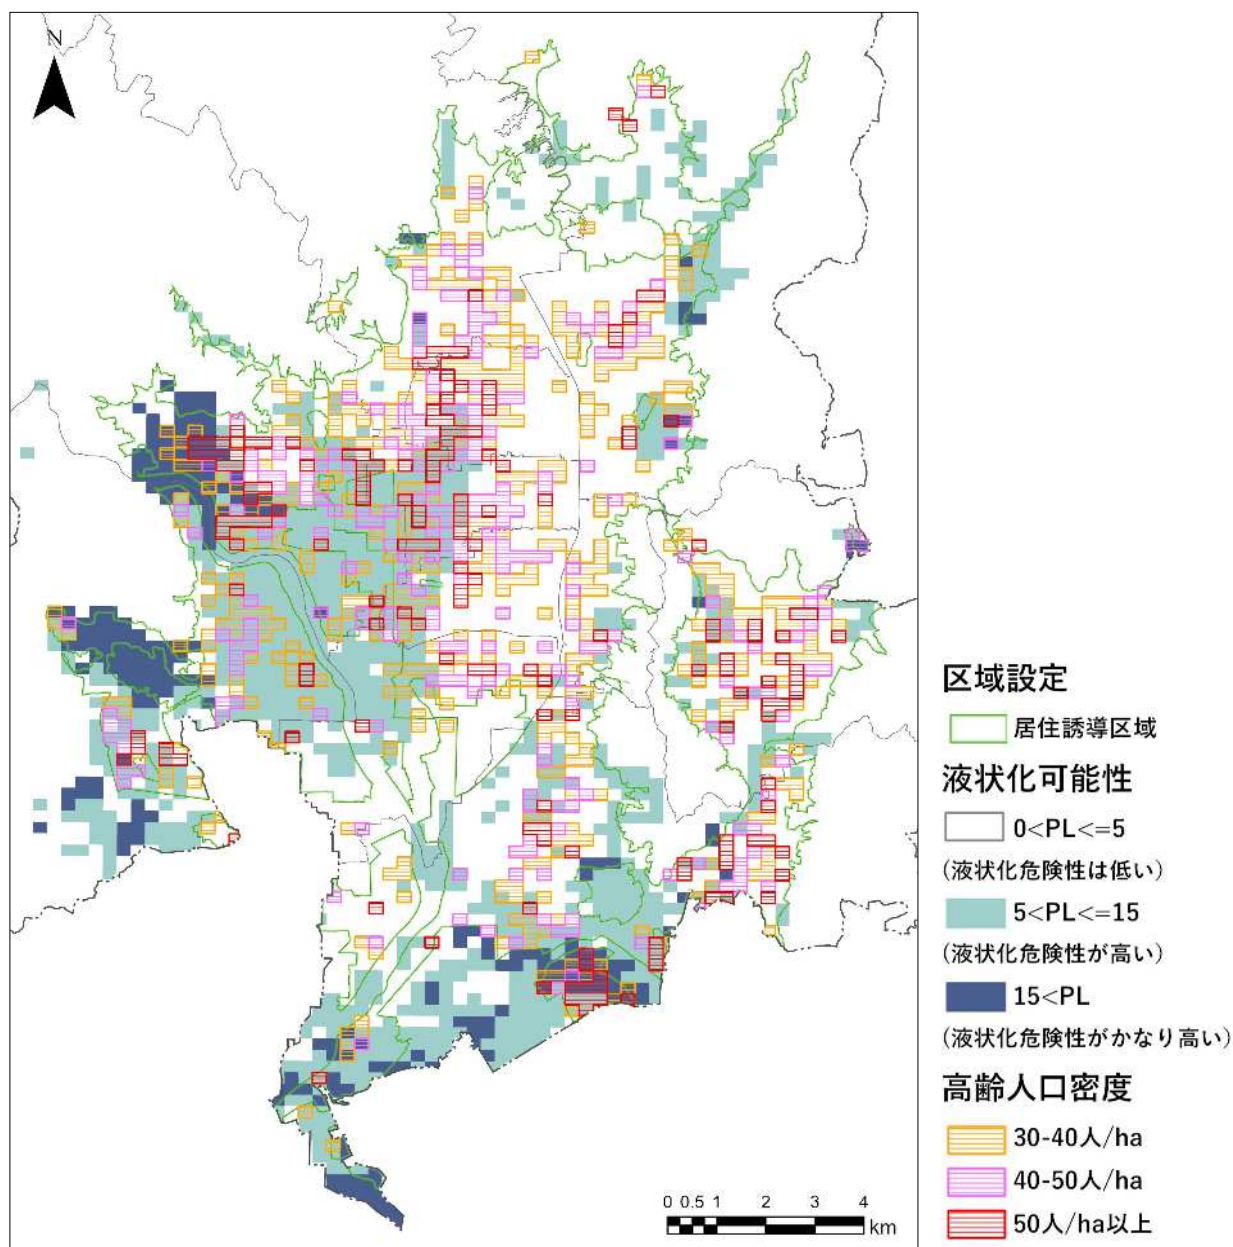 N
区域設定
居住誘導区域
液状化可能性
0<PL<=5
(液状化危険性は低い)
5<PL<=15
(液状化危険性が高い)
15<PL
(液状化危険性がかなり高い)
高齢人口密度
30-40人/ha
40-50人/ha
50人/ha以上
0 0.5 1 2 3 4
km